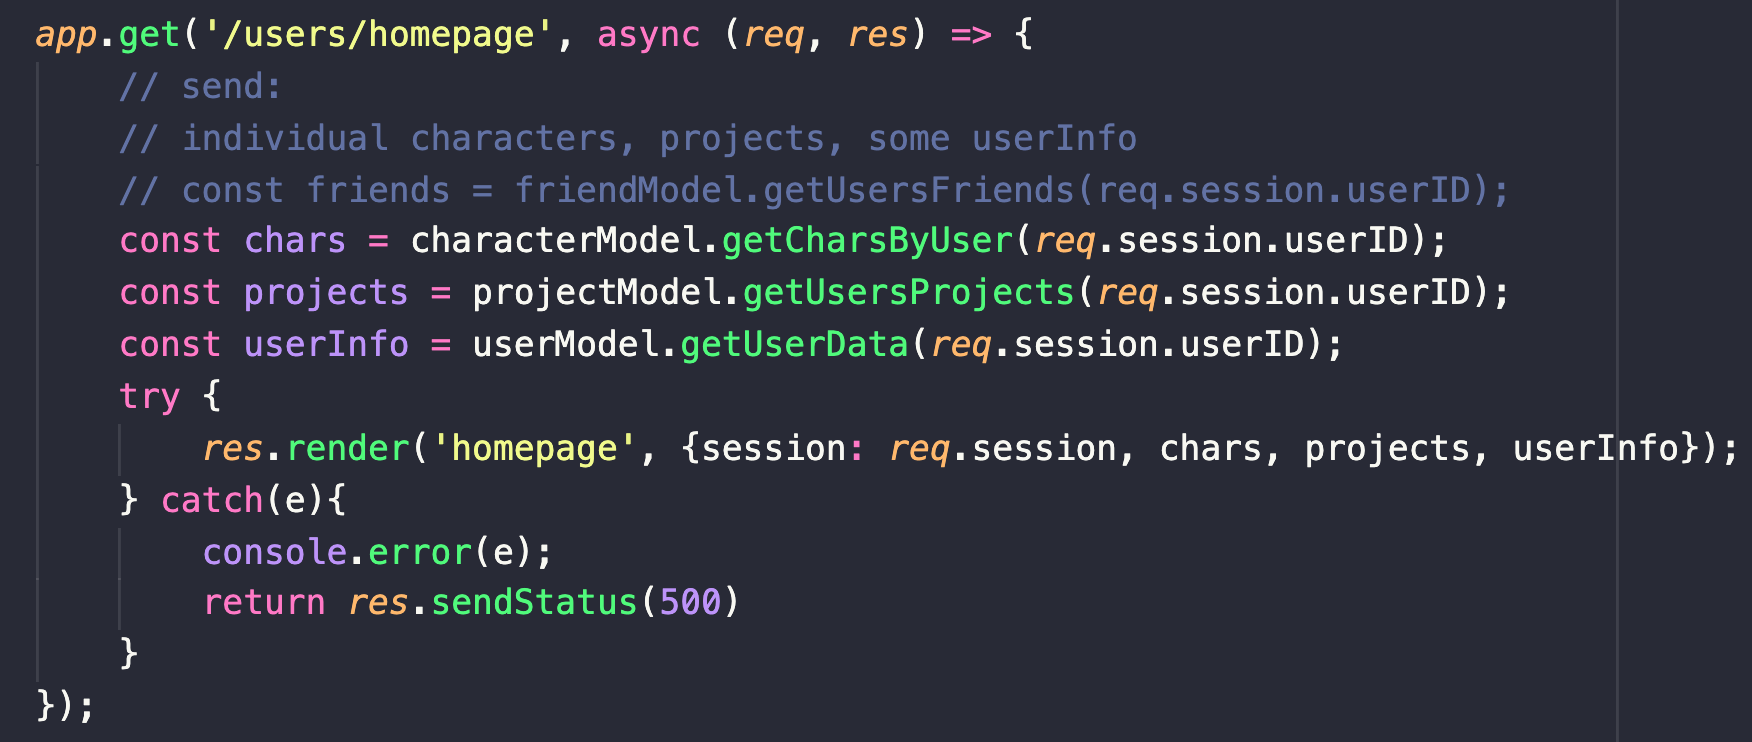 app.get('/users/homepage', async (req, res) => {
    // send:
    // individual characters, projects, some userInfo
    // const friends = friendModel.getUsersFriends(req.session.userID);
    const chars = characterModel.getCharsByUser(req.session.userID);
    const projects = projectModel.getUsersProjects(req.session.userID);
    const userInfo = userModel.getUserData(req.session.userID);
    try {
        res.render('homepage', {session: req.session, chars, projects, userInfo});
    } catch(e){
        console.error(e);
        return res.sendStatus(500)
    }
});